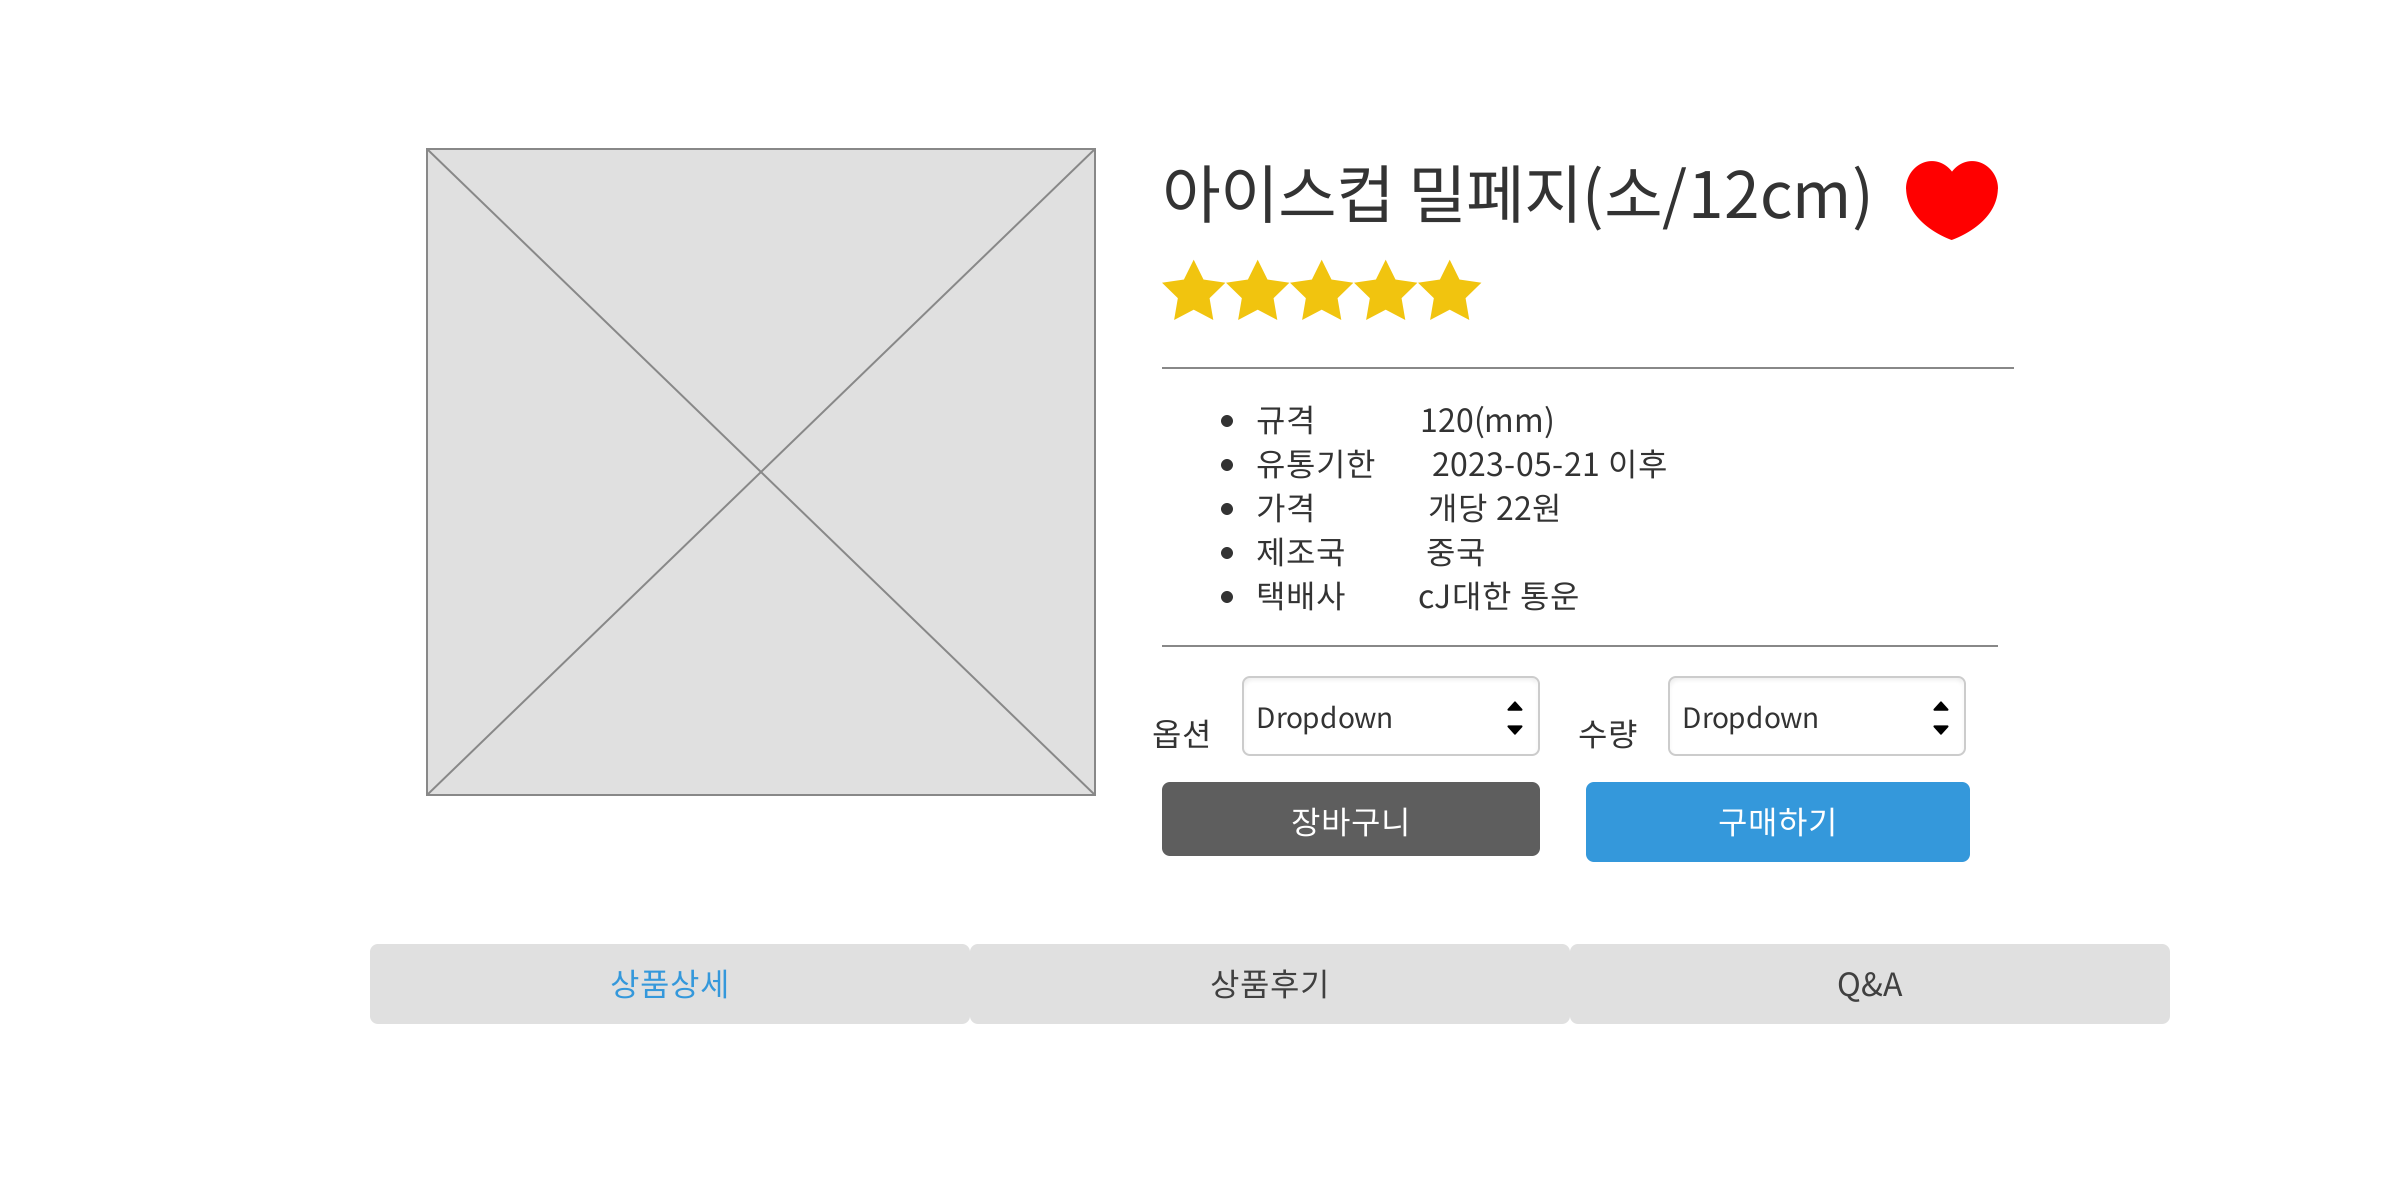 아이스컵 밀페지(소/12cm)
규격 120(mm)
유통기한 2023-05-21 이후
가격 개당 22원
제조국 중국
택배사 cJ대한 통운
옵션 Dropdown 수량 Dropdown
장바구니 구매하기
상품상세 상품후기 Q&A